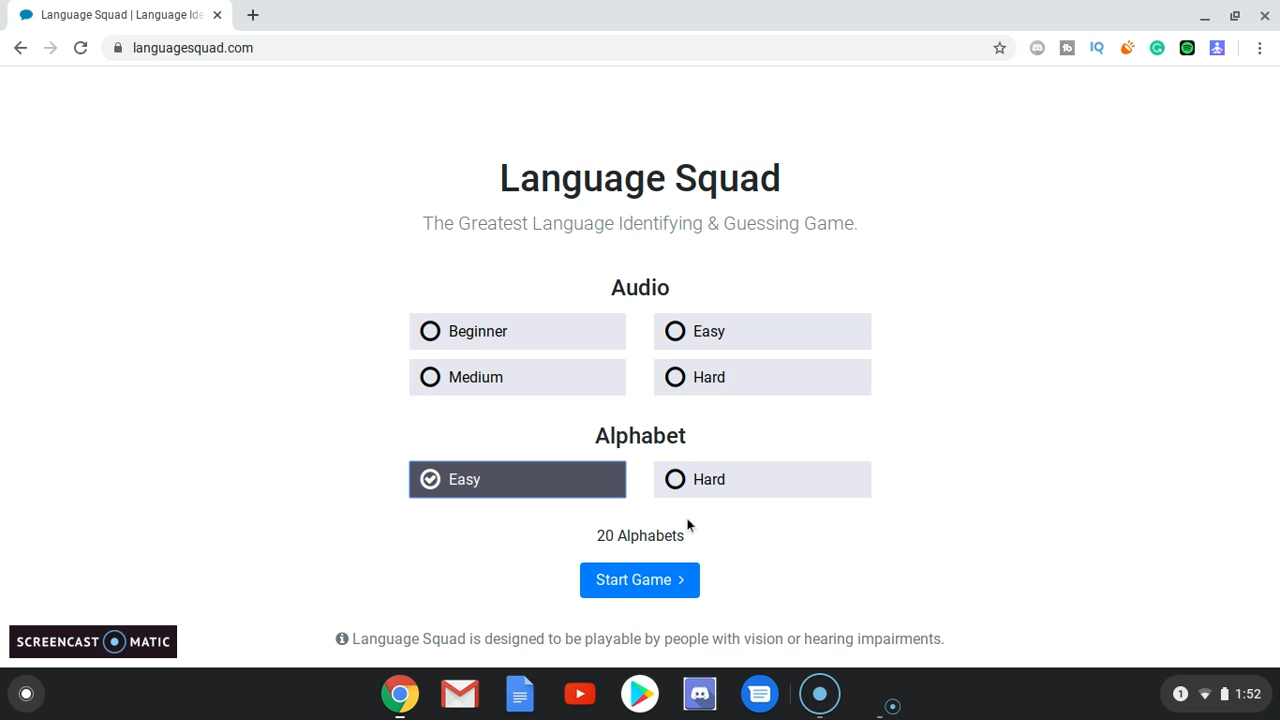 Language Squad | Language Ide
languagesquad.com
IQ
Language Squad
The Greatest Language Identifying & Guessing Game.
Audio
Beginner
Easy
Medium
Hard
Alphabet
Easy
Hard
20 Alphabets
Start Game
Language Squad is designed to be playable by people with vision or hearing impairments.
SCREENCAST MATIC
1
1:52